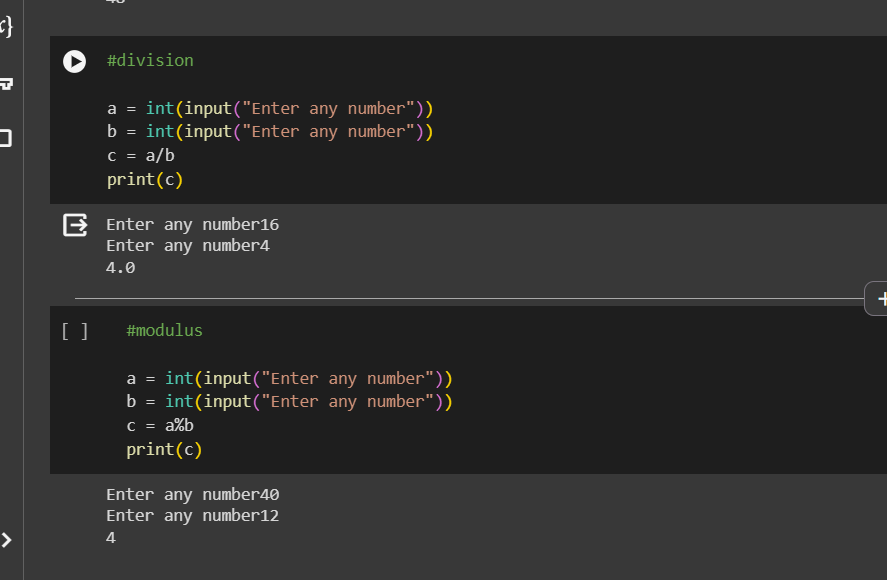 #division
a = int(input("Enter any number"))
b = int(input("Enter any number"))
c = a/b
print(c)
Enter any number16
Enter any number4
4.0
[ ]
#modulus
a = int(input("Enter any number"))
b = int(input("Enter any number"))
c = a%b
print(c)
Enter any number40
Enter any number12
4